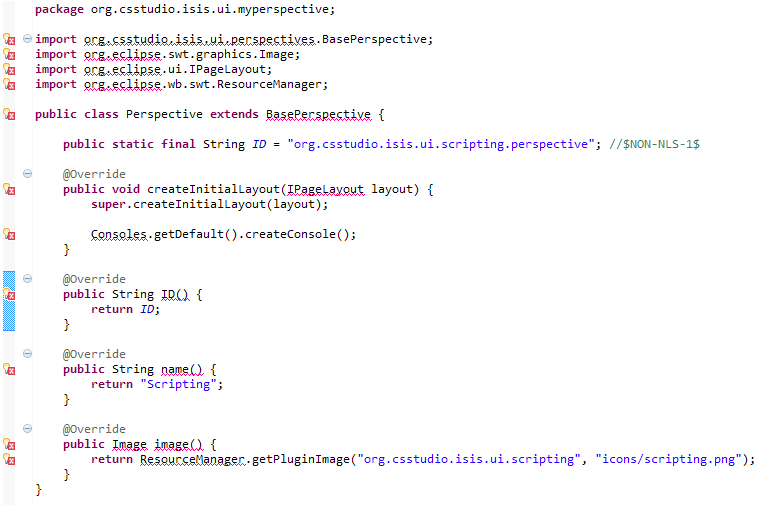 package org.csstudio.isis.ui.myperspective;
import org.csstudio.isis.ui.perspectives.BasePerspective;
import org.eclipse.swt.graphics.Image;
import org.eclipse.ui.IPageLayout;
import org.eclipse.wb.swt.ResourceManager;
public class Perspective extends BasePerspective {
public static final String ID = "org.csstudio.isis.ui.scripting.perspective"; //$NON-NLS-1$
@Override
public void createInitialLayout(IPageLayout layout) {
super.createInitialLayout(layout);
Consoles.getDefault().createConsole();
}
@Override
public String ID() {
return ID;
}
@Override
public String name() {
return "Scripting";
}
@Override
public Image image() {
return ResourceManager.getPluginImage("org.csstudio.isis.ui.scripting", "icons/scripting.png");
}
}